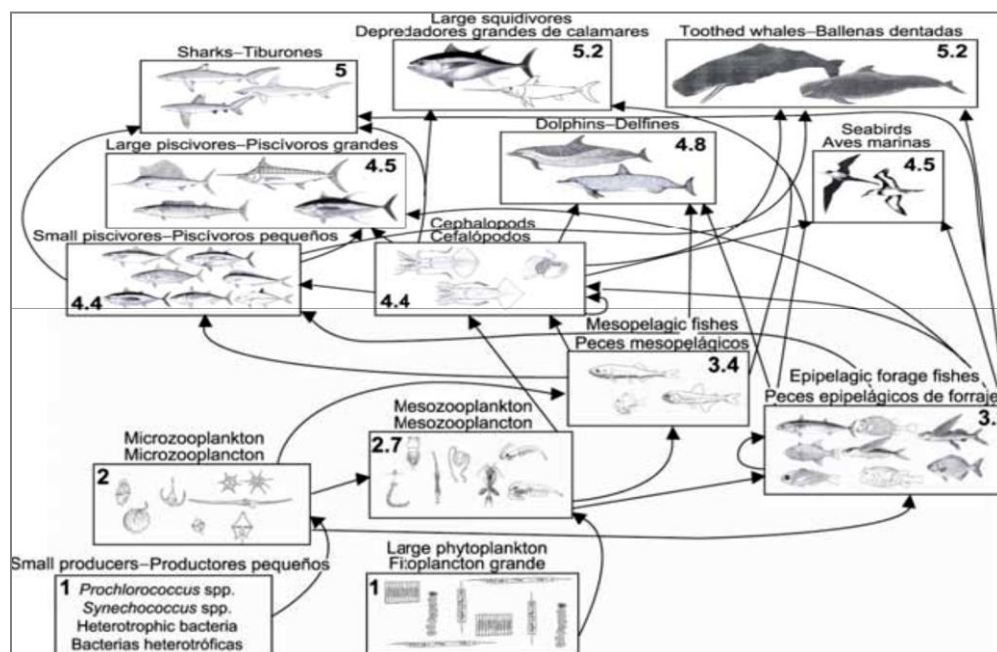 Large squidivores
Depredadores grandes de calamares
5.2
Sharks–Tiburones
5
Toothed whales–Ballenas dentadas
5.2
Dolphins–Delfines
4.8
Seabirds
Aves marinas
4.5
Large piscivores–Piscívoros grandes
4.5
Small piscivores–Piscívoros pequeños
4.4
Cephalopods
Cefalópodos
4.4
Mesopelagic fishes
Peces mesopelágicos
3.4
Epipelagic forage fishes
Peces epipelágicos de forraje
3.
Mesozooplankton
Mesozooplancton
2.7
Microzooplankton
Microzooplancton
2
Small producers–Productores pequeños
1
Prochlorococcus spp.
Synechococcus spp.
Heterotrophic bacteria
Bacterias heterotróficas
Large phytoplankton
Fitoplancton grande
1